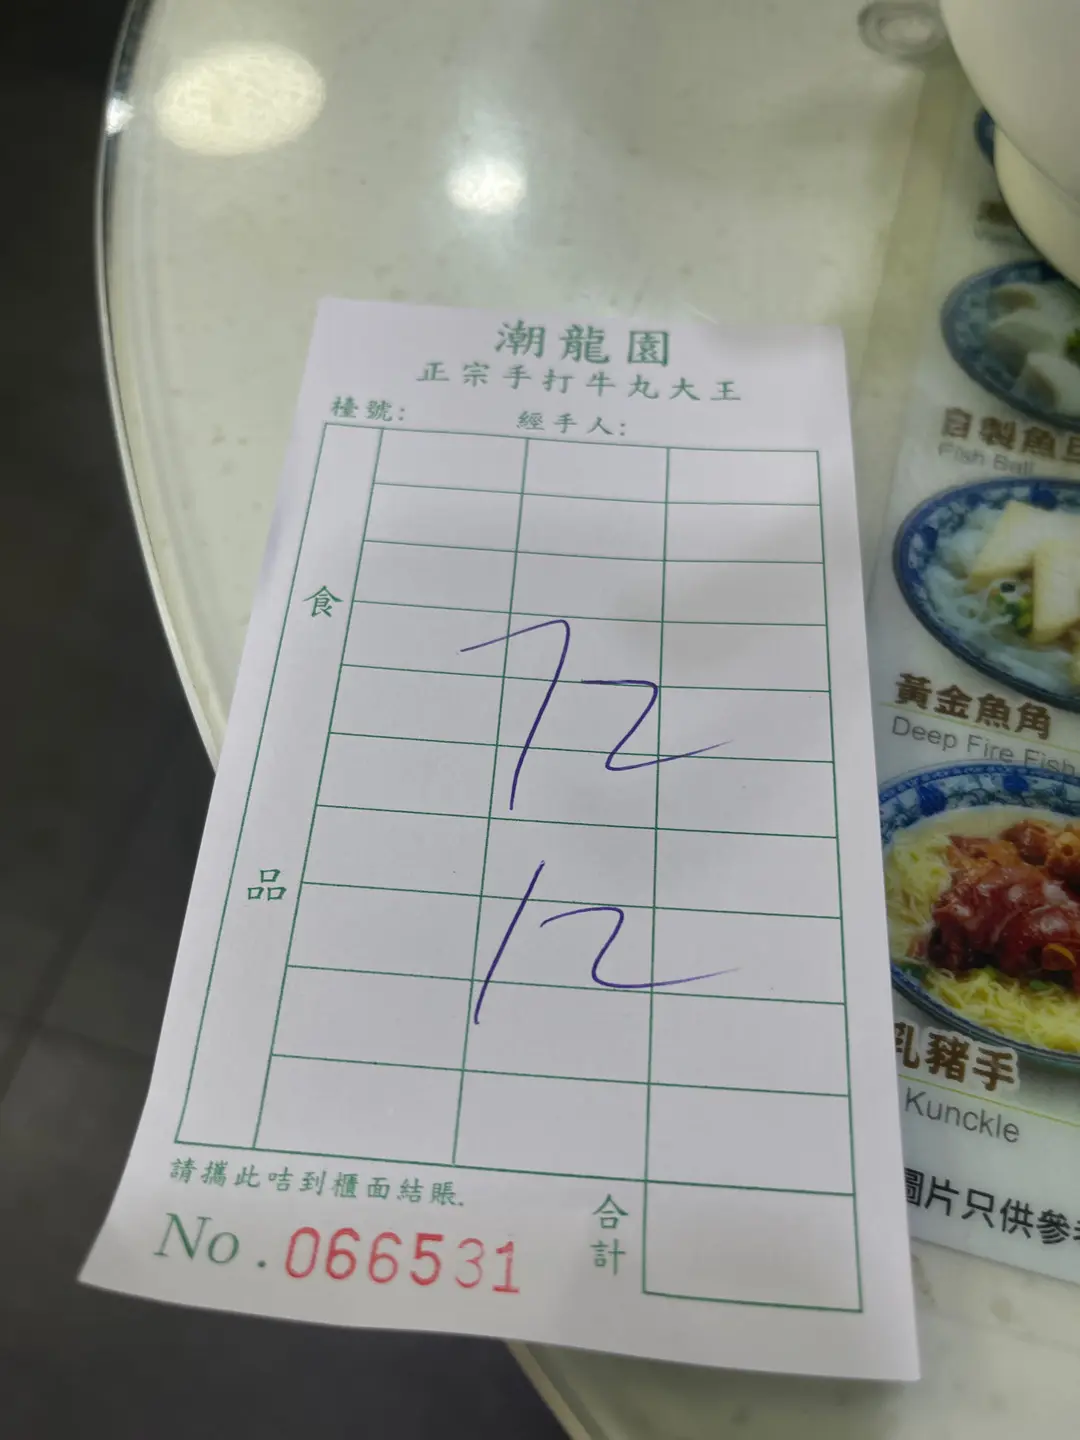 潮龍園
正宗手打牛丸大王
檯號: 經手人:
食
品
72
12
請攜此咭到櫃面結賬.
合計
No. 066531
自製魚
Fish Ball
黃金魚角
Deep Fire Fish
乳豬手
Kunckle
圖片只供參考